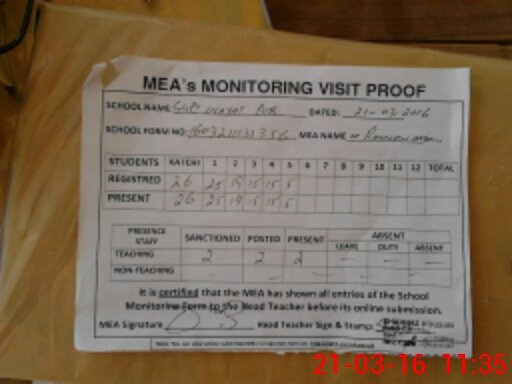 MEA's MONITORING VISIT PROOF
SCHOOL NAME GGPS DATED: 21-03-2016
SCHOOL FORM NO: MEA NAME
STUDENTS KATCHI 1 2 3 4 5 6 7 8 9 10 11 12 TOTAL
REGISTRED 26 25 19 15 15 5
PRESENT 26 25 19 15 15 5
PRESENCE STAFF SANCTIONED POSTED PRESENT ABSENT
LEAVE DUTY ABSENT
TEACHING 2 2 2 — — —
NON-TEACHING — — — — —
It is certified that the MEA has shown all entries of the School
Monitoring Form to the Head Teacher before its online submission.
MEA Signature Head Teacher Sign & Stamp:
21-03-16 11:35